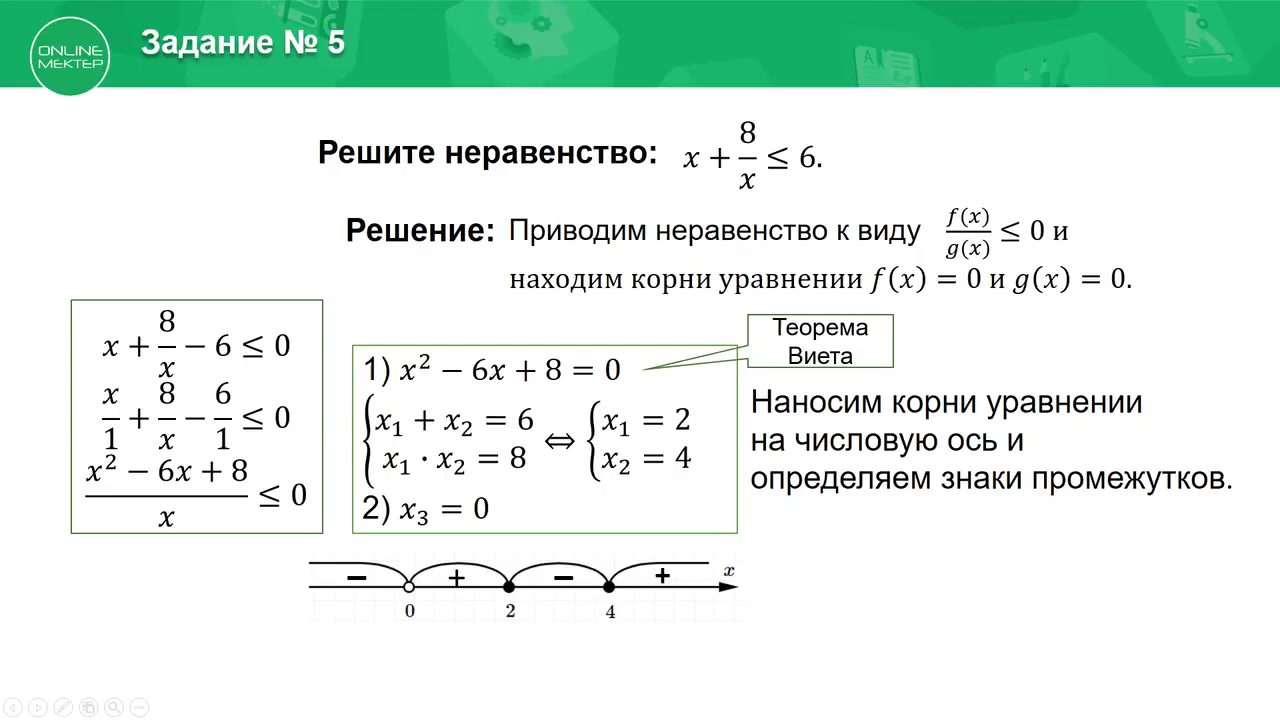 ONLINE
МЕКТЕР
Задание № 5
Решите неравенство: x + 8/x ≤ 6.
Решение: Приводим неравенство к виду f(x)/g(x) ≤ 0 и
находим корни уравнении f(x) = 0 и g(x) = 0.
x + 8/x − 6 ≤ 0
x/1 + 8/x − 6/1 ≤ 0
(x² − 6x + 8)/x ≤ 0
1) x² − 6x + 8 = 0
{x₁ + x₂ = 6 ⇔ {x₁ = 2
{x₁ · x₂ = 8 {x₂ = 4
2) x₃ = 0
Теорема
Виета
Наносим корни уравнении
на числовую ось и
определяем знаки промежутков.
− + − + x
0 2 4
A